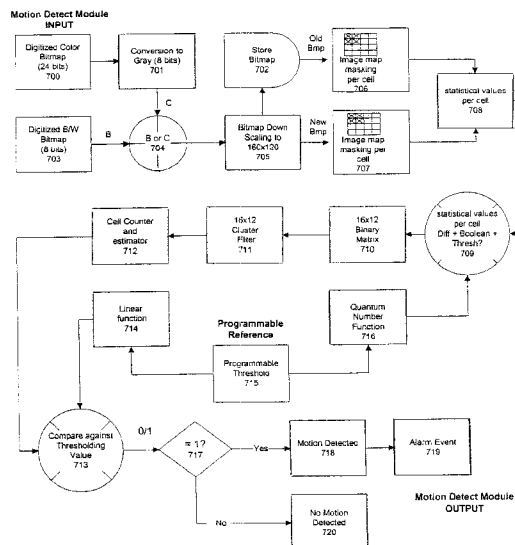 Motion Detect Module
INPUT
Digitized Color
Bitmap
(24 bits)
700
Conversion to
Gray (8 bits)
701
Store
Bitmap
702
Old
Bmp
Image map
masking per
cell
706
statistical values
per cell
708
C
Digitized B/W
Bitmap
(8 bits)
703
B
B or C
704
Bitmap Down
Scaling to
160x120
705
New
Bmp
Image map
masking per
cell
707
Cell Counter
and
estimator
712
16x12
Cluster
Filter
711
16x12
Binary
Matrix
710
statistical values
per cell
Diff + Boolean +
Thresh?
709
Linear
function
714
Programmable
Reference
Programmable
Threshold
715
Quantum
Number
Function
716
Compare against
Thresholding
Value
713
0/1
= 1?
717
Yes
Motion Detected
718
Alarm Event
719
No
No Motion
Detected
720
Motion Detect Module
OUTPUT